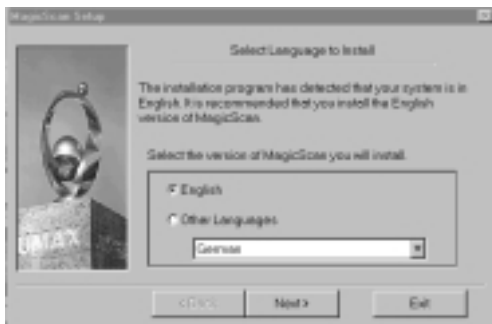 MagicScan Setup
Select Language to Install
The installation program has detected that your system is in
English. It is recommended that you install the English
version of MagicScan.
Select the version of MagicScan you will install.
English
Other Languages
German
UMAX
< Back
Next >
Exit